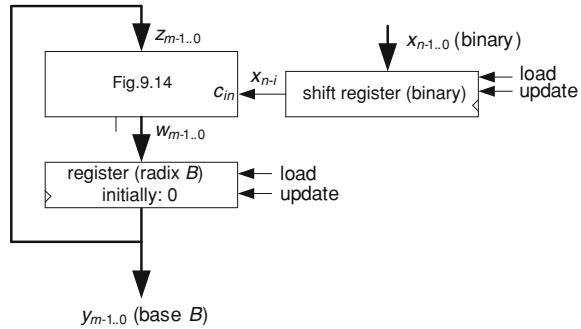 z_{m-1..0}
x_{n-1..0} (binary)
Fig.9.14
c_{in}
x_{n-i}
shift register (binary)
load
update
w_{m-1..0}
register (radix B)
initially: 0
load
update
y_{m-1..0} (base B)